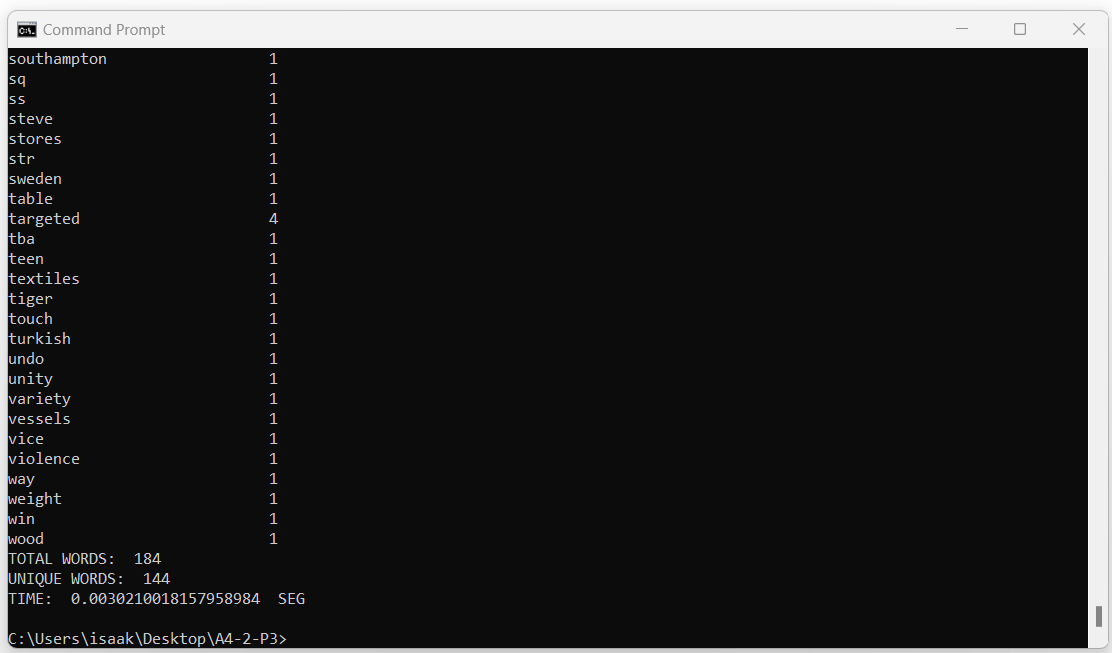 Command Prompt
southampton 1
sq 1
ss 1
steve 1
stores 1
str 1
sweden 1
table 1
targeted 4
tba 1
teen 1
textiles 1
tiger 1
touch 1
turkish 1
undo 1
unity 1
variety 1
vessels 1
vice 1
violence 1
way 1
weight 1
win 1
wood 1
TOTAL WORDS:  184
UNIQUE WORDS:  144
TIME:  0.0030210018157958984  SEG
C:\Users\isaak\Desktop\A4-2-P3>